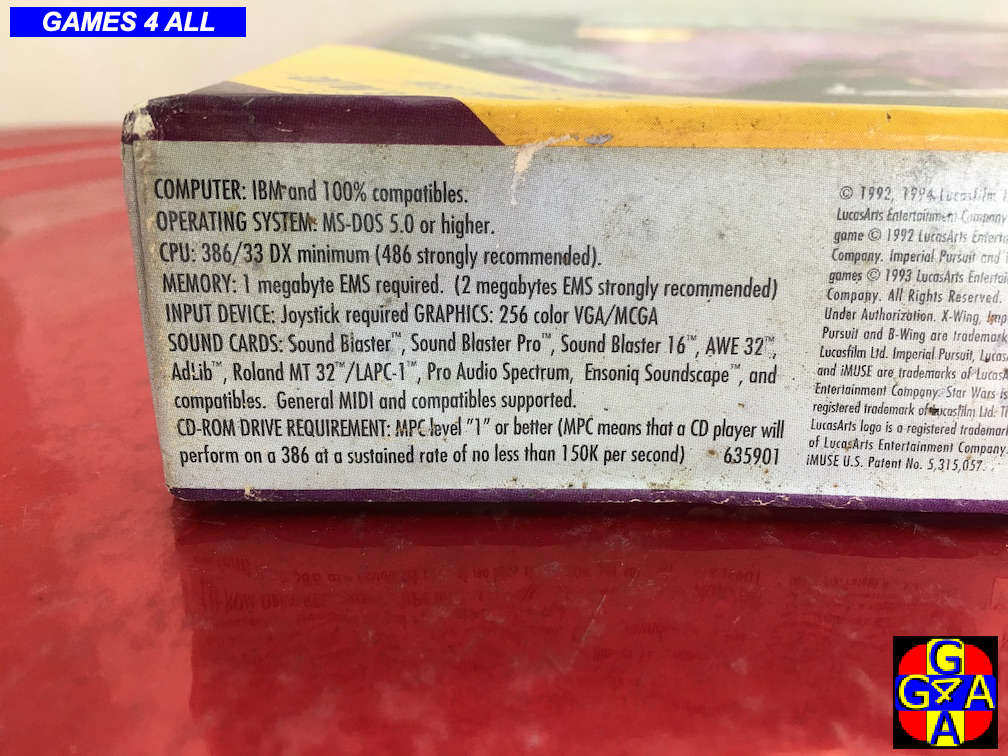 GAMES 4 ALL
COMPUTER: IBM and 100% compatibles.
OPERATING SYSTEM: MS-DOS 5.0 or higher.
CPU: 386/33 DX minimum (486 strongly recommended).
MEMORY: 1 megabyte EMS required. (2 megabytes EMS strongly recommended)
INPUT DEVICE: Joystick required GRAPHICS: 256 color VGA/MCGA
SOUND CARDS: Sound Blaster™, Sound Blaster Pro™, Sound Blaster 16™, AWE 32™,
AdLib™, Roland MT 32™/LAPC-1™, Pro Audio Spectrum, Ensoniq Soundscape™, and
compatibles. General MIDI and compatibles supported.
CD-ROM DRIVE REQUIREMENT: MPC level "1" or better (MPC means that a CD player will
perform on a 386 at a sustained rate of no less than 150K per second) 635901
© 1992, 1994 Lucasfilm
LucasArts Entertainment Company
game © 1992 LucasArts
Company. Imperial Pursuit and
games © 1993 LucasArts
Company. All Rights Reserved.
Under Authorization. X-Wing,
Pursuit and B-Wing are
Lucasfilm Ltd. Imperial Pursuit,
and iMUSE are trademarks of
Entertainment Company. Star Wars is
registered trademark of Lucasfilm Ltd.
LucasArts logo is a registered
of LucasArts Entertainment Company.
iMUSE U.S. Patent No. 5,315,057.
G
G 4 A
A